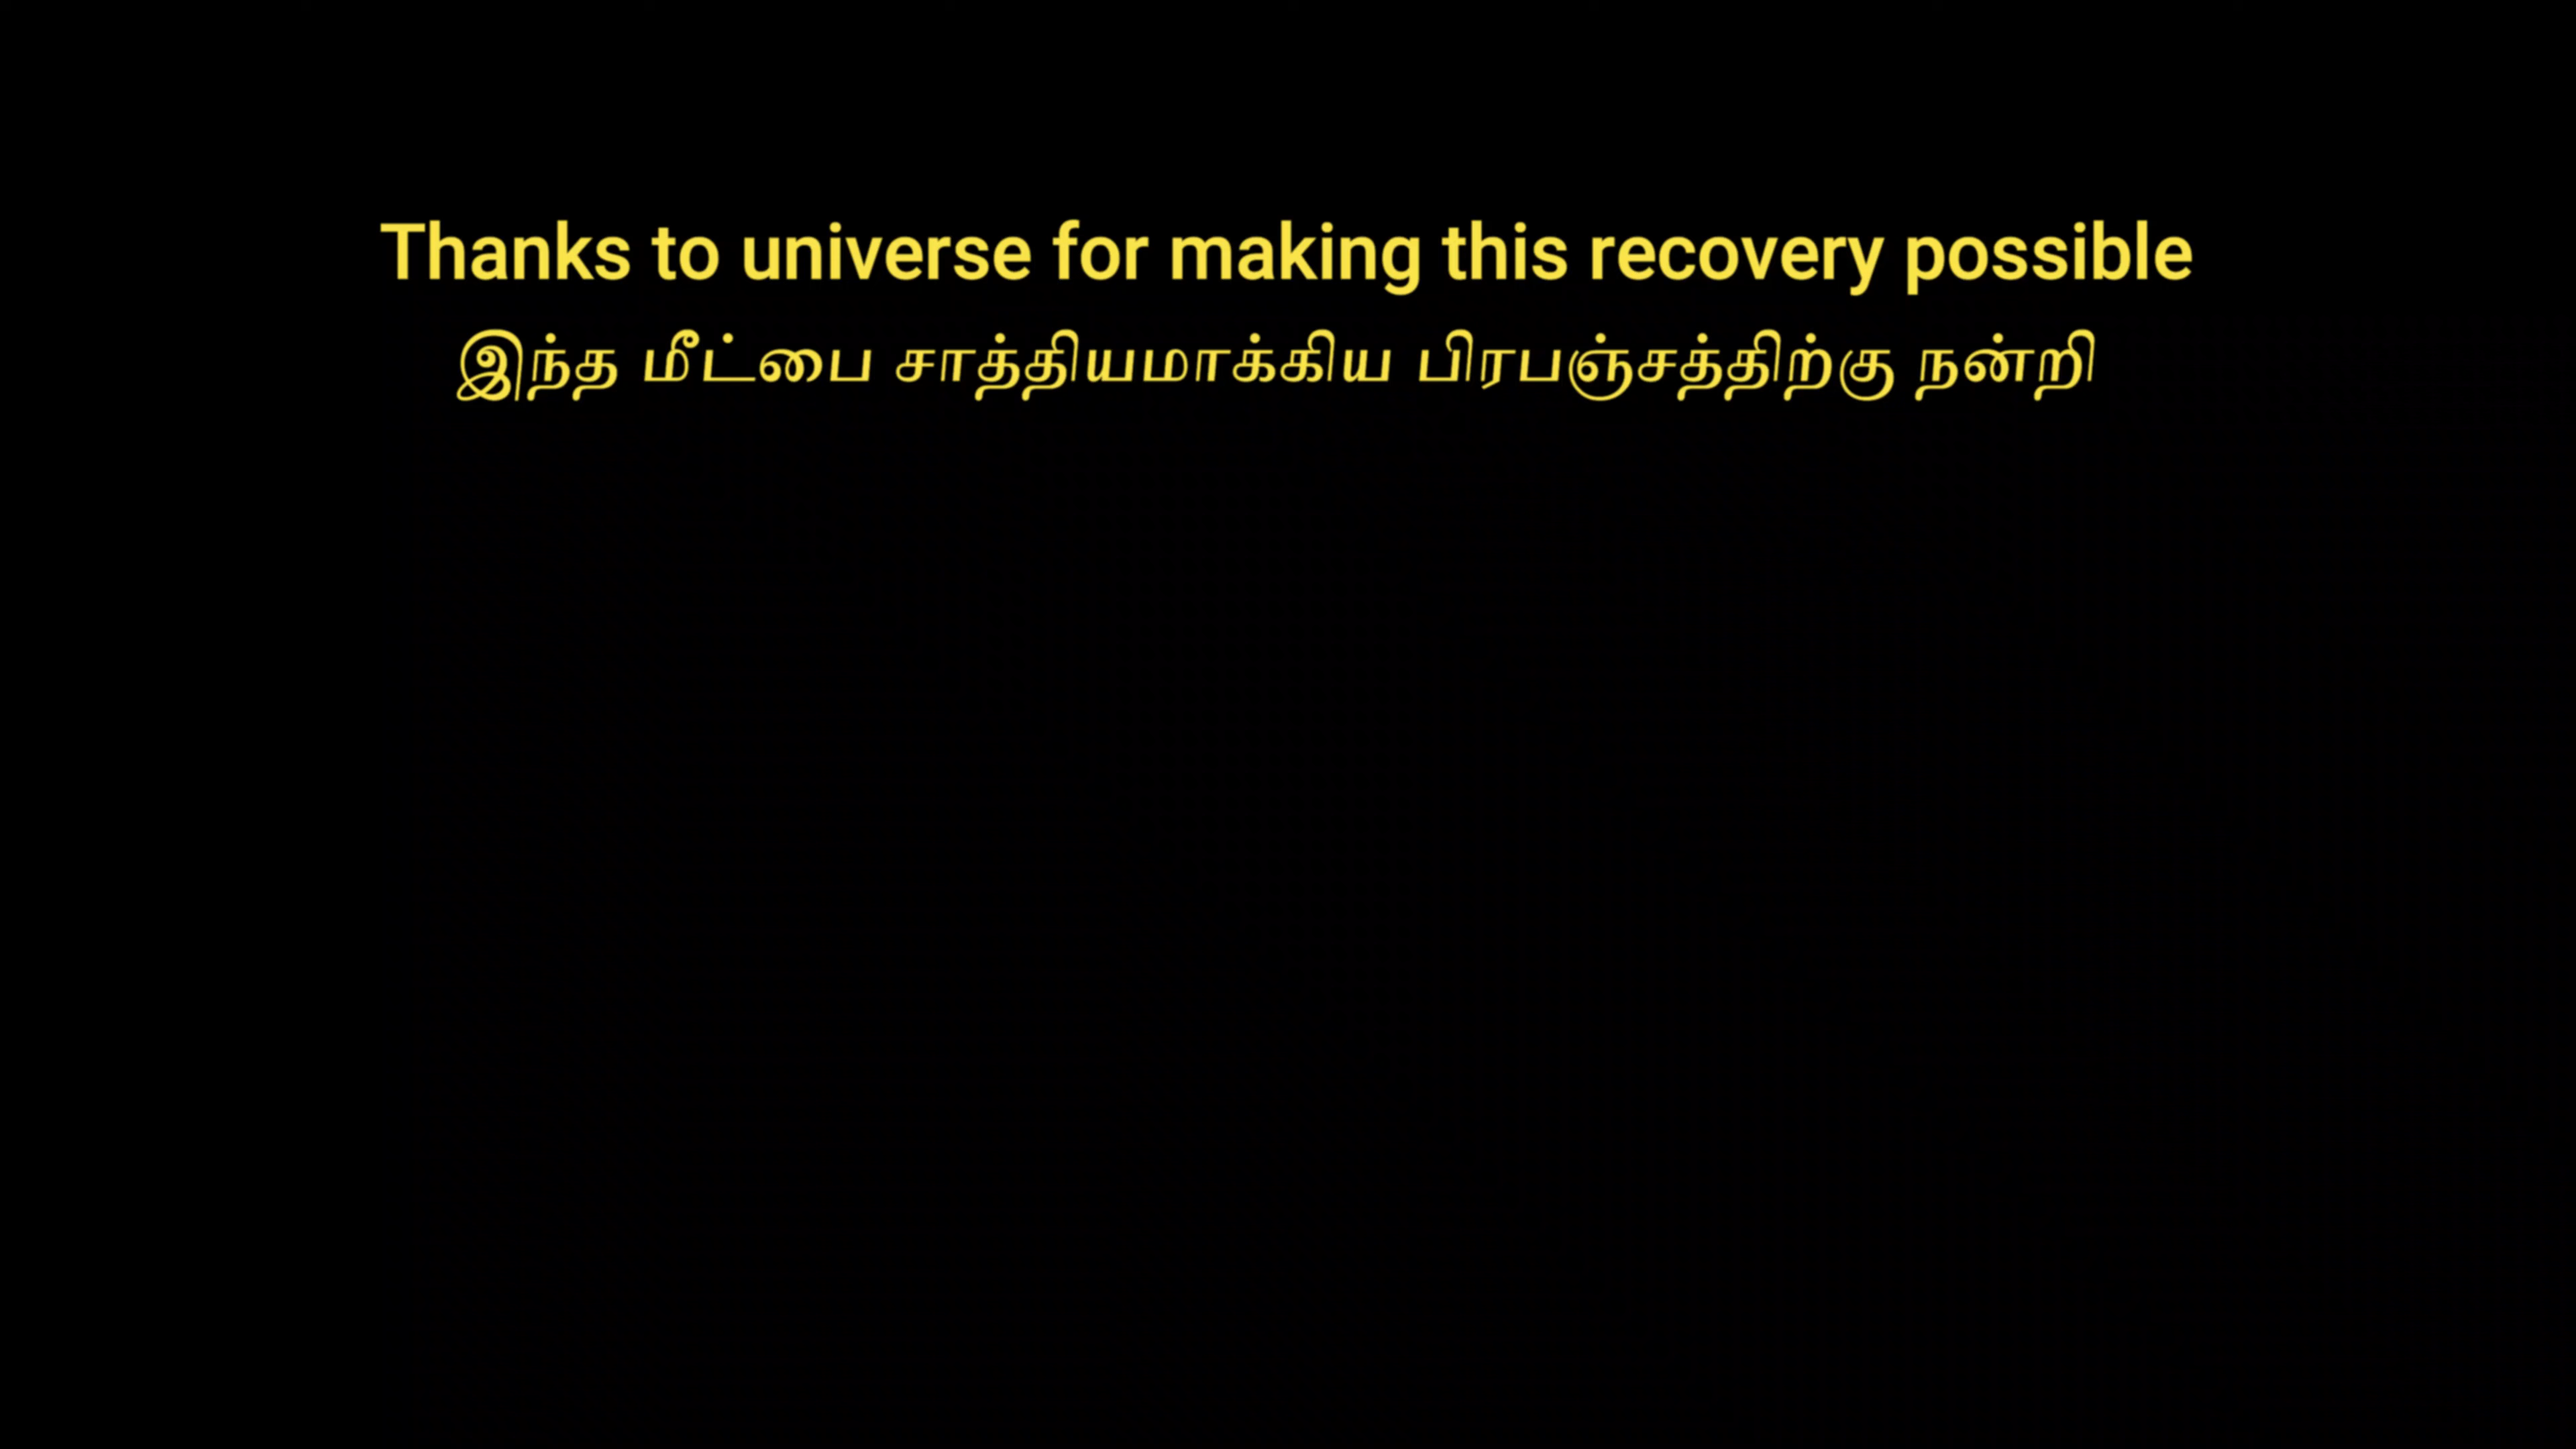 Thanks to universe for making this recovery possible
இந்த மீட்பை சாத்தியமாக்கிய பிரபஞ்சத்திற்கு நன்றி